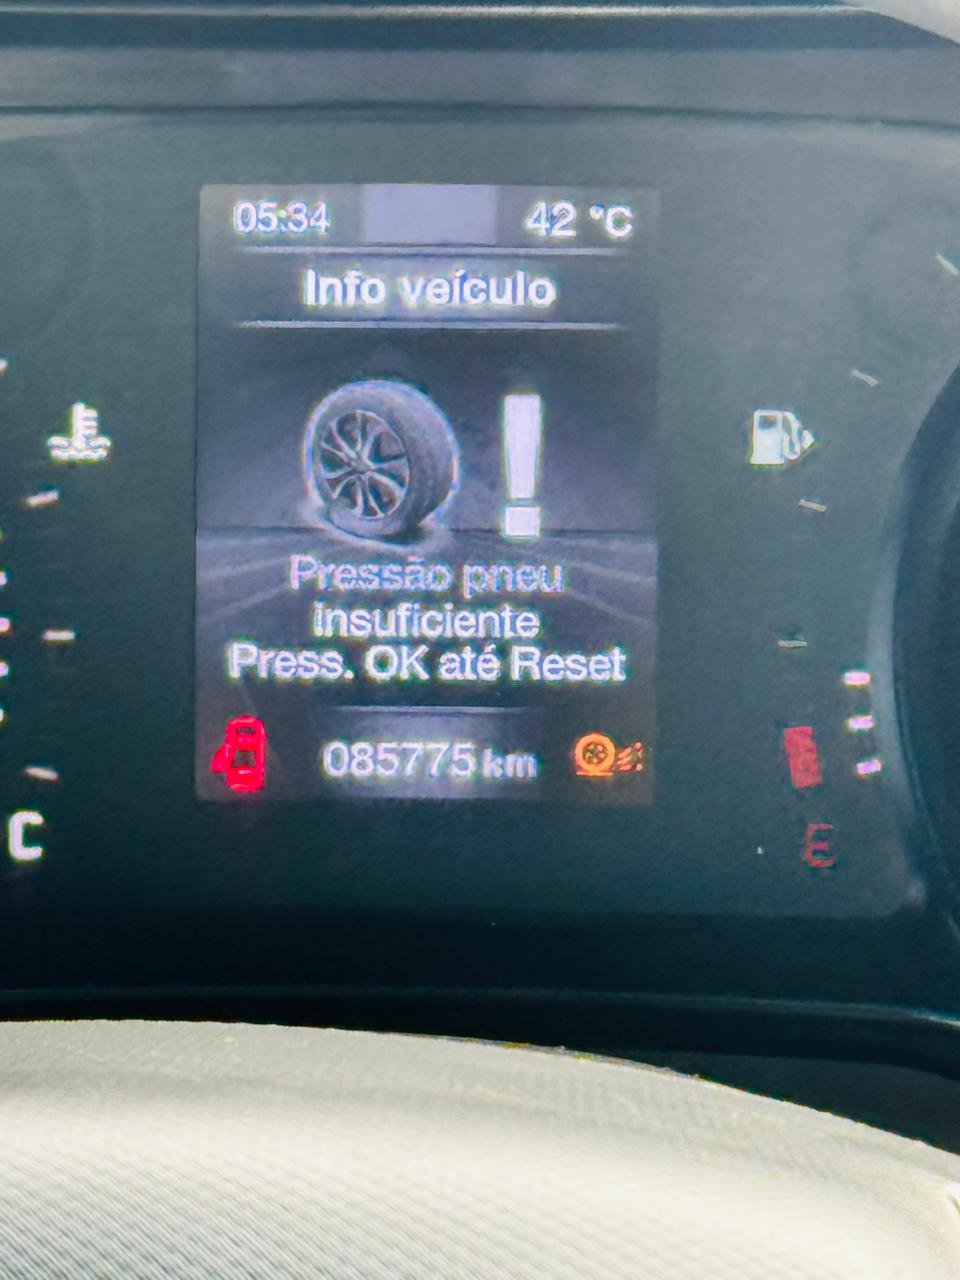 05:34 42 °C
Info veículo
Pressão pneu
insuficiente
Press. OK até Reset
085775 km
C
E